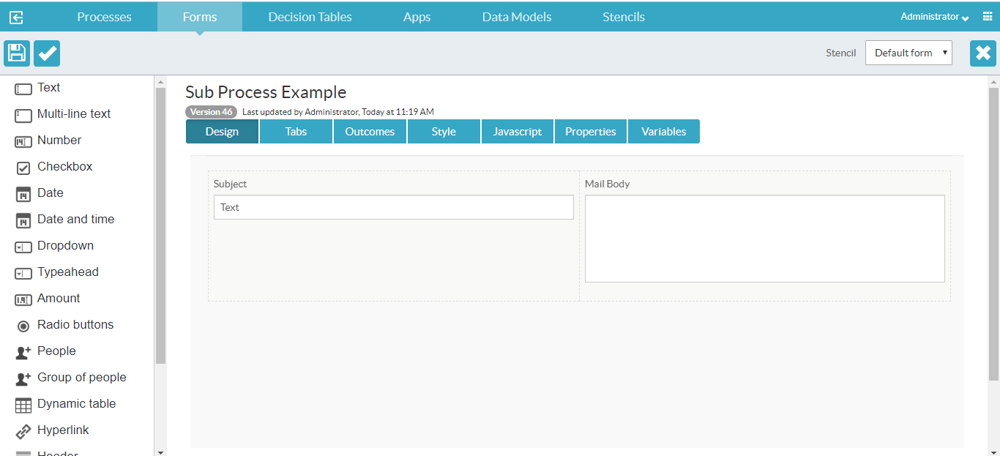 Processes Forms Decision Tables Apps Data Models Stencils Administrator
Stencil Default form
Text
Multi-line text
Number
Checkbox
Date
Date and time
Dropdown
Typeahead
Amount
Radio buttons
People
Group of people
Dynamic table
Hyperlink
Header
Sub Process Example
Version 46 Last updated by Administrator, Today at 11:19 AM
Design Tabs Outcomes Style Javascript Properties Variables
Subject Mail Body
Text